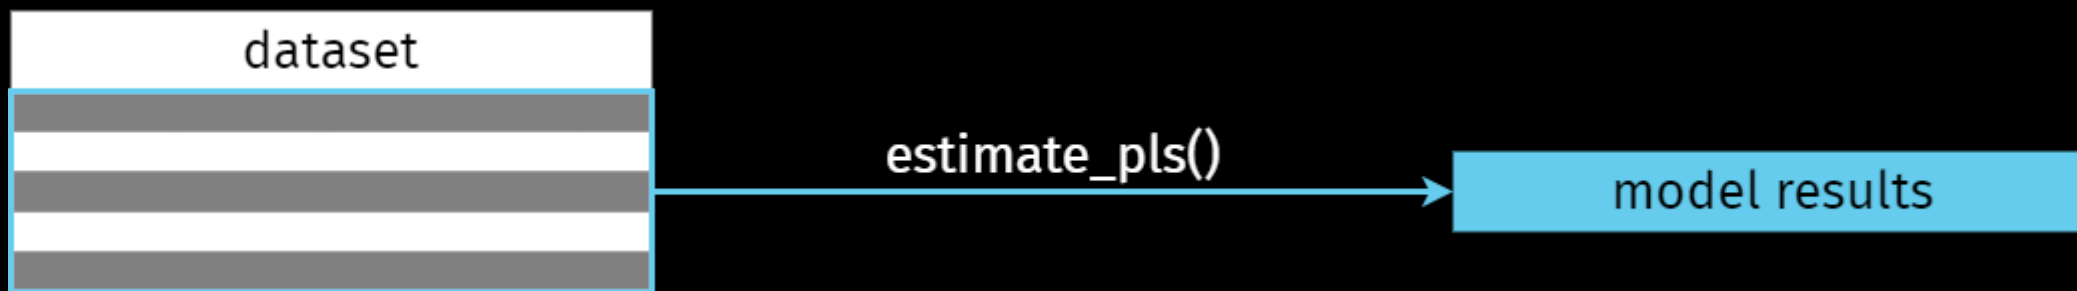 dataset
estimate_pls()
model results